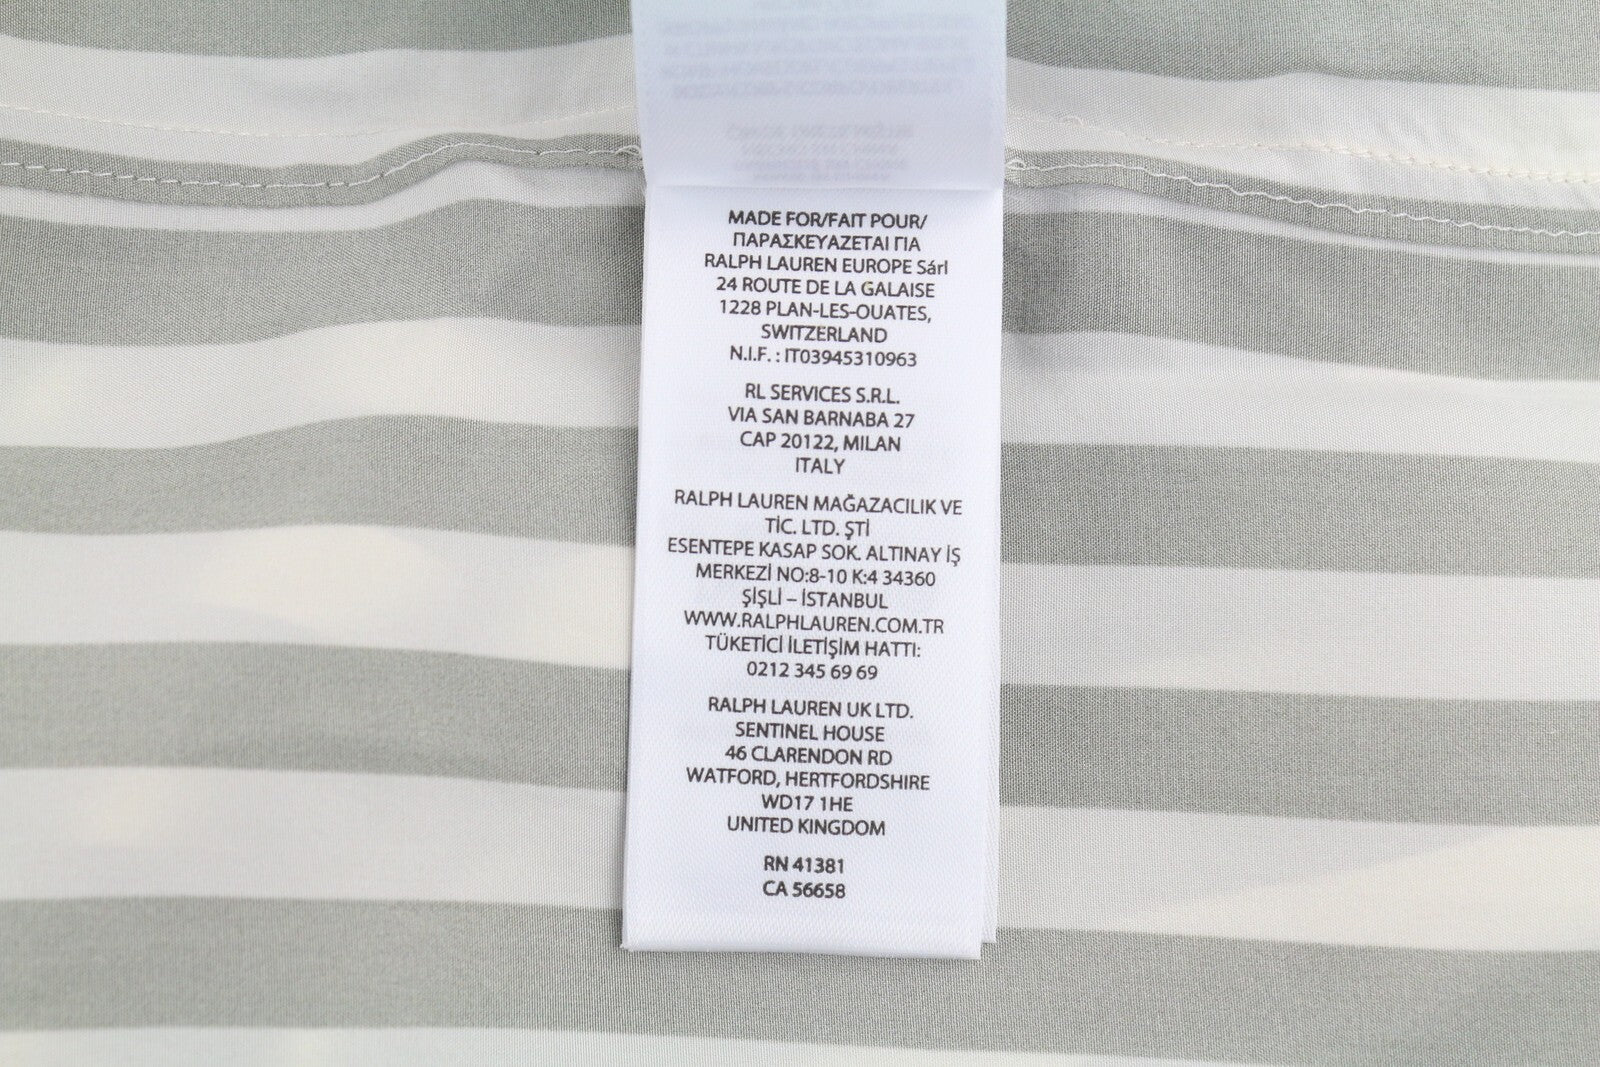 MADE FOR/FAIT POUR/
ΠΑΡΑΣΚΕΥΑΖΕΤΑΙ ΓΙΑ
RALPH LAUREN EUROPE Sárl
24 ROUTE DE LA GALAISE
1228 PLAN-LES-OUATES,
SWITZERLAND
N.I.F. : IT03945310963
RL SERVICES S.R.L.
VIA SAN BARNABA 27
CAP 20122, MILAN
ITALY
RALPH LAUREN MAĞAZACILIK VE
TİC. LTD. ŞTİ
ESENTEPE KASAP SOK. ALTINAY İŞ
MERKEZİ NO:8-10 K:4 34360
ŞİŞLİ – İSTANBUL
WWW.RALPHLAUREN.COM.TR
TÜKETİCİ İLETİŞİM HATTI:
0212 345 69 69
RALPH LAUREN UK LTD.
SENTINEL HOUSE
46 CLARENDON RD
WATFORD, HERTFORDSHIRE
WD17 1HE
UNITED KINGDOM
RN 41381
CA 56658